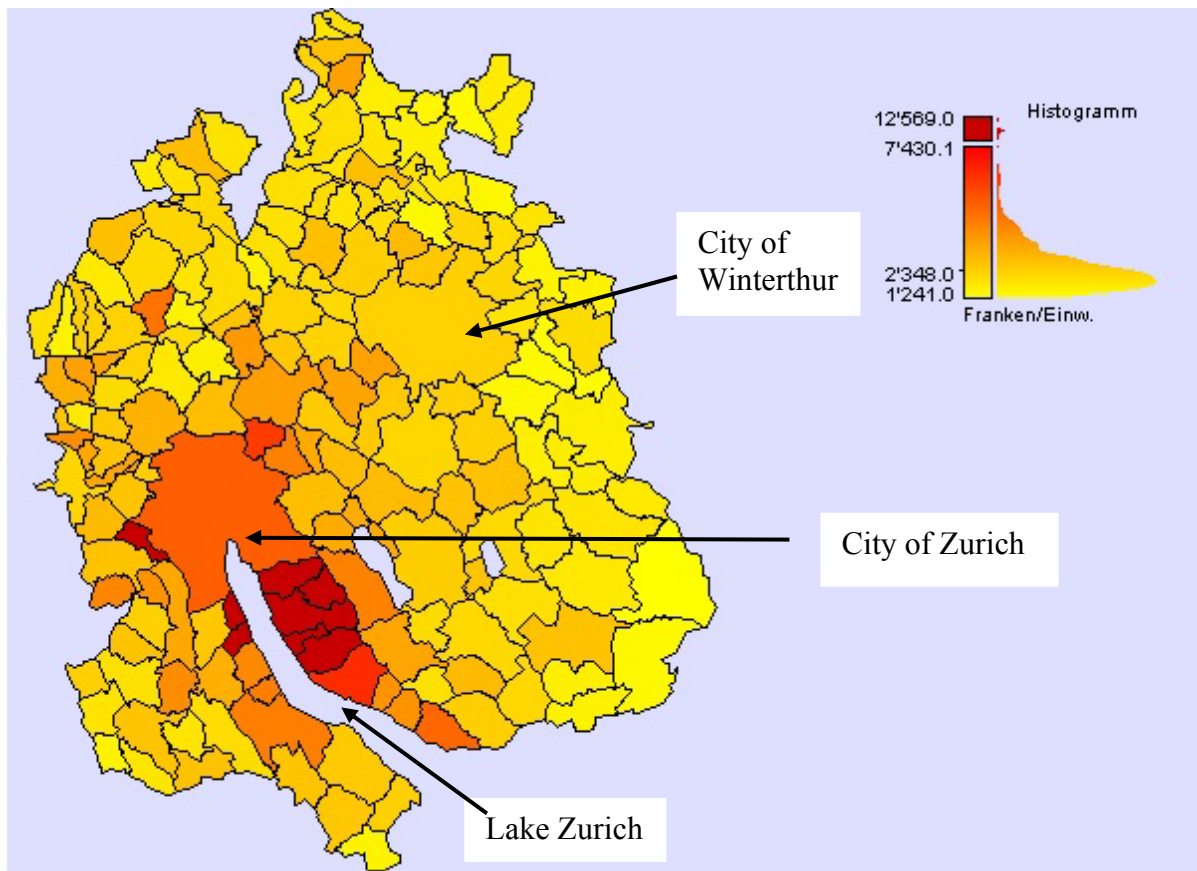 Histogramm
12'569.0
7'430.1
2'348.0
1'241.0
Franken/Einw.
City of
Winterthur
City of Zurich
Lake Zurich